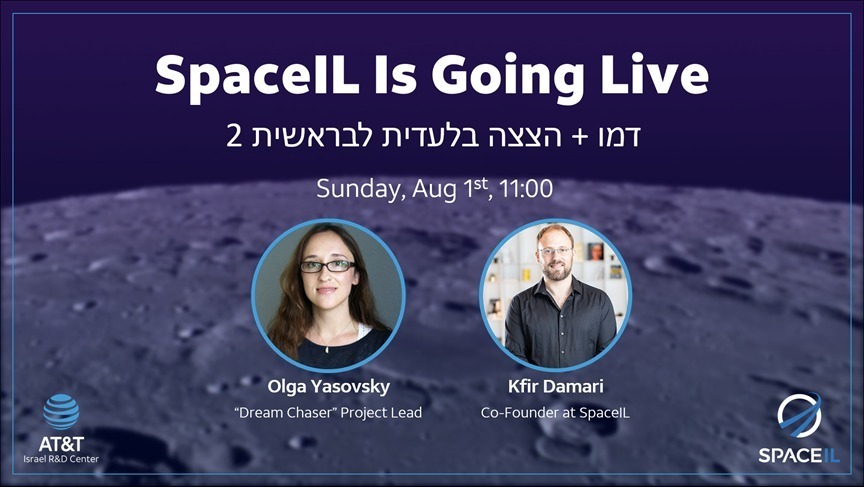 SpaceIL Is Going Live
דמו + הצצה בלעדית לבראשית 2
Sunday, Aug 1st, 11:00
Olga Yasovsky
Kfir Damari
“Dream Chaser” Project Lead
Co-Founder at SpaceIL
AT&T
Israel R&D Center
SPACEIL